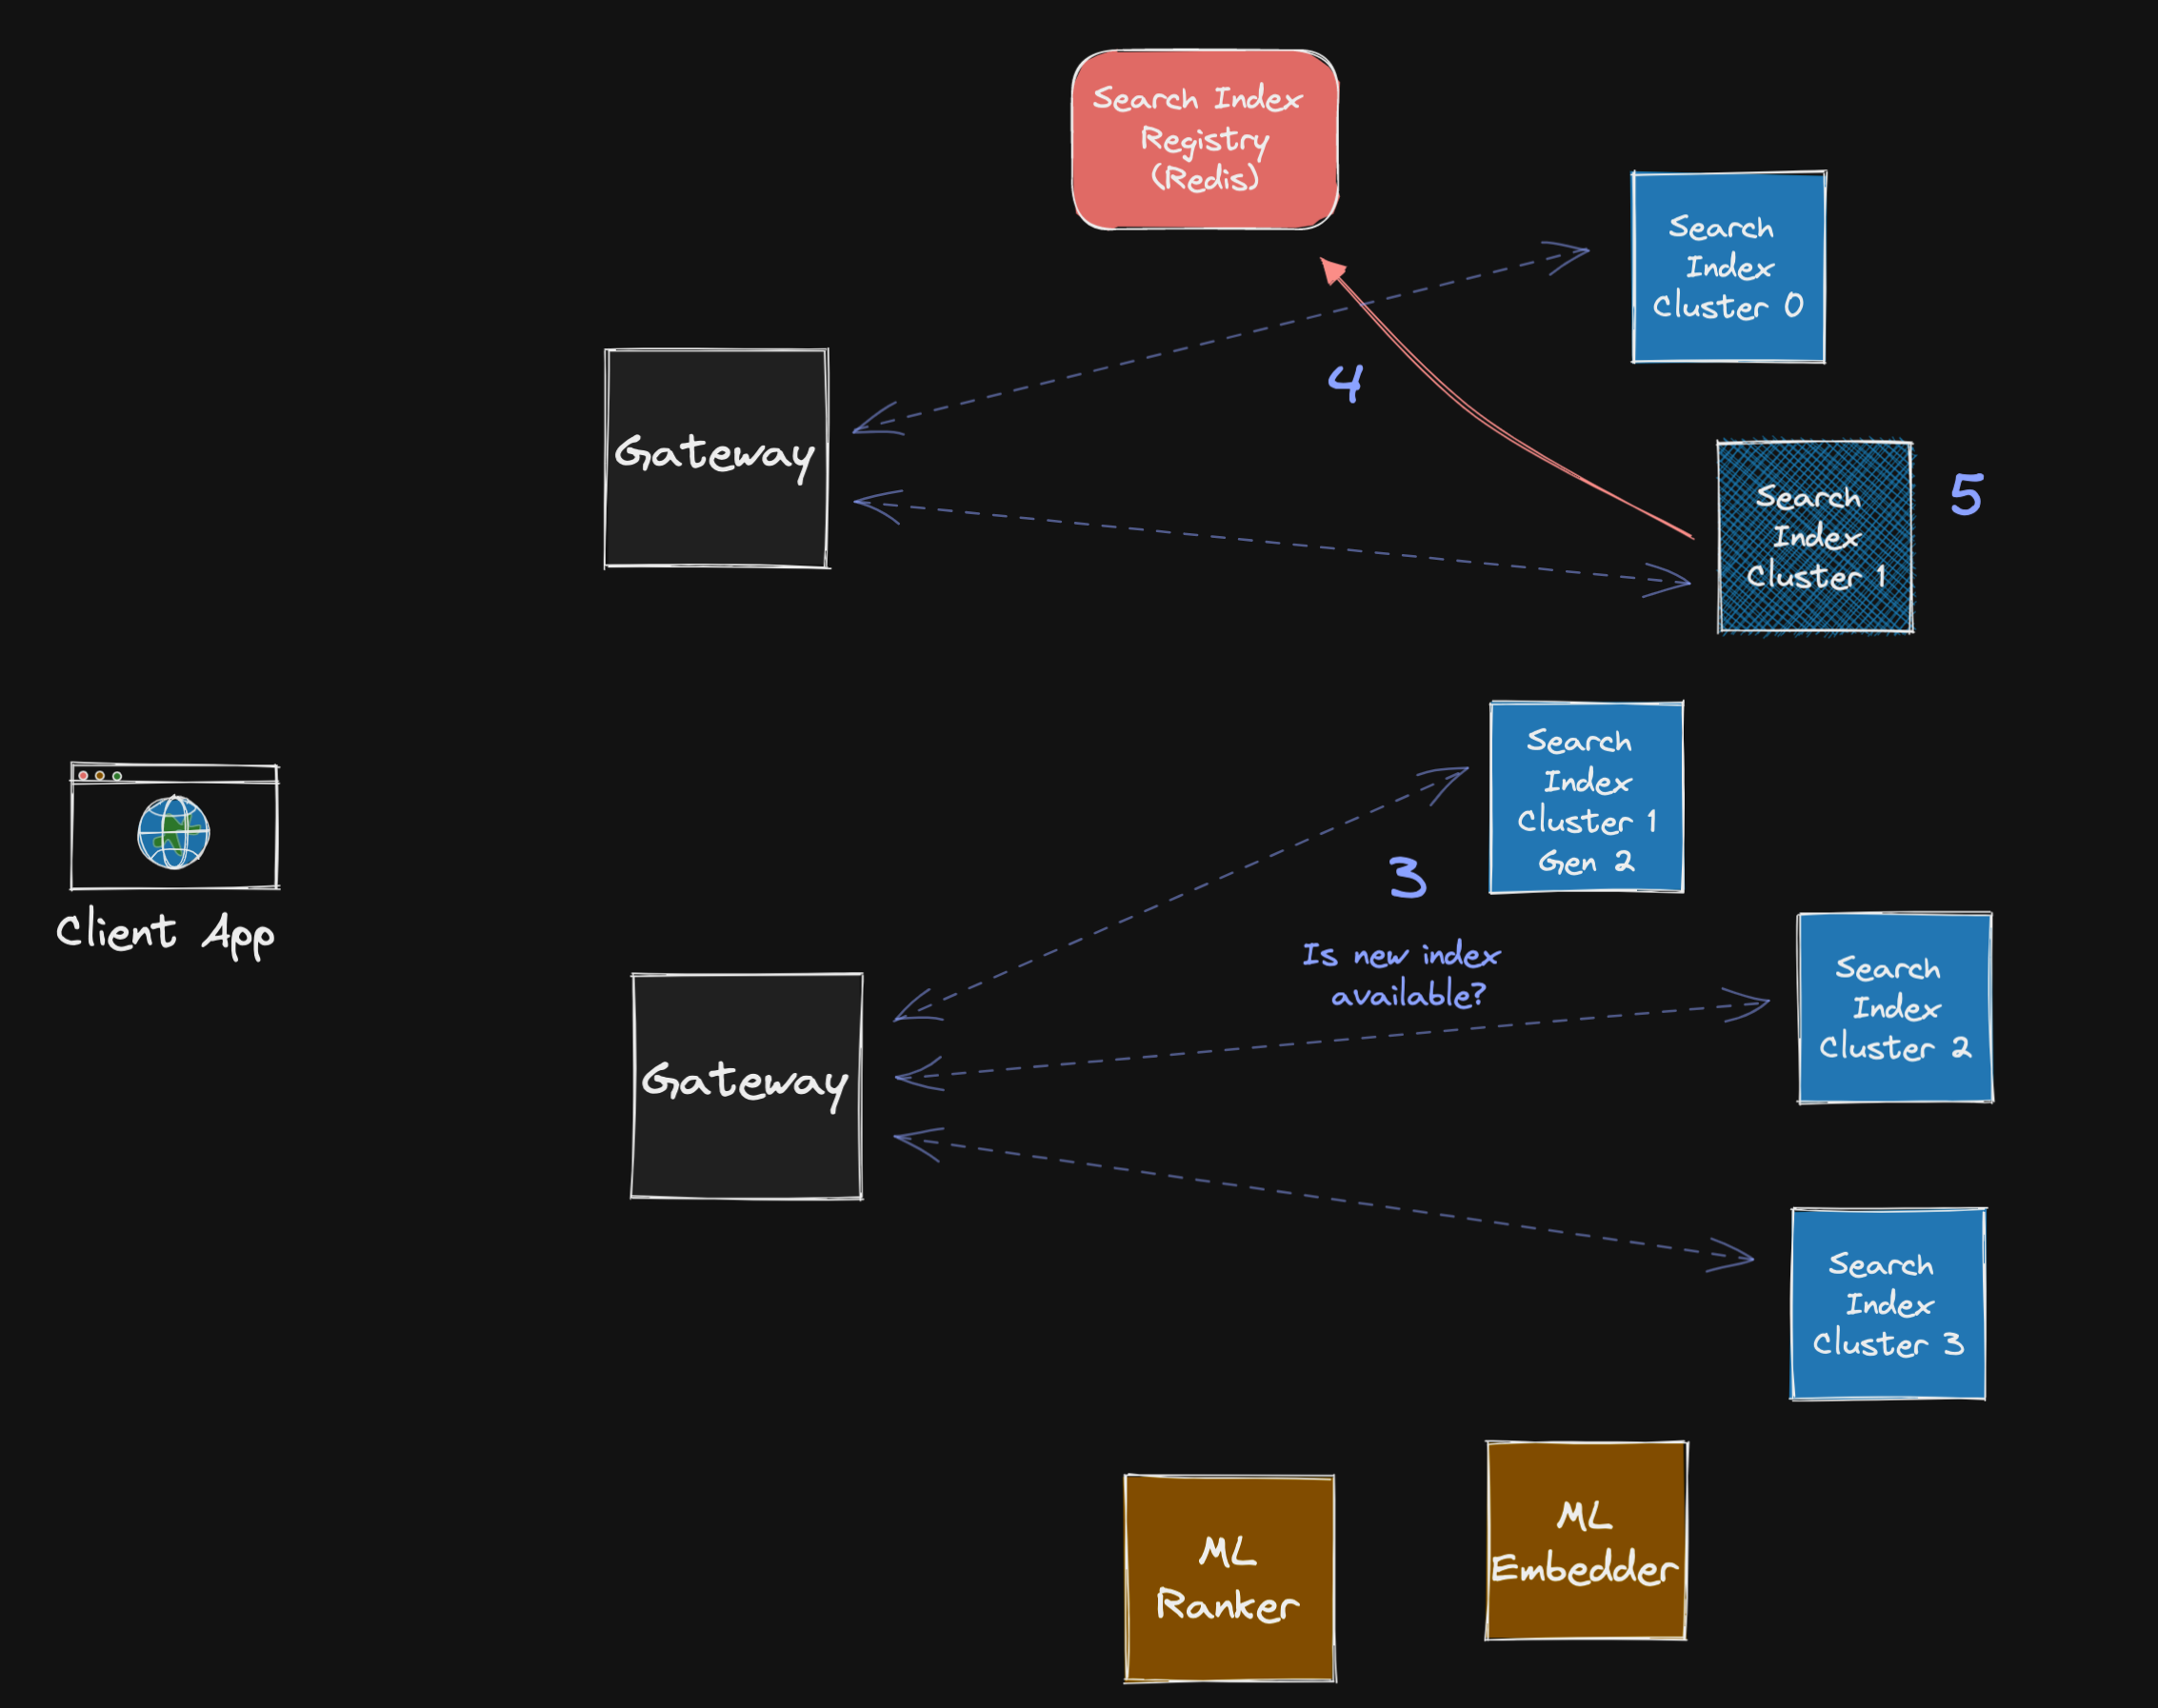 Search Index
Registry
(Redis)
Search
Index
Cluster 0
4
Gateway
Search
Index
Cluster 1
5
Search
Index
Cluster 1
Gen 2
3
Client App
Is new index
available?
Search
Index
Cluster 2
Gateway
Search
Index
Cluster 3
ML
Embedder
ML
Ranker